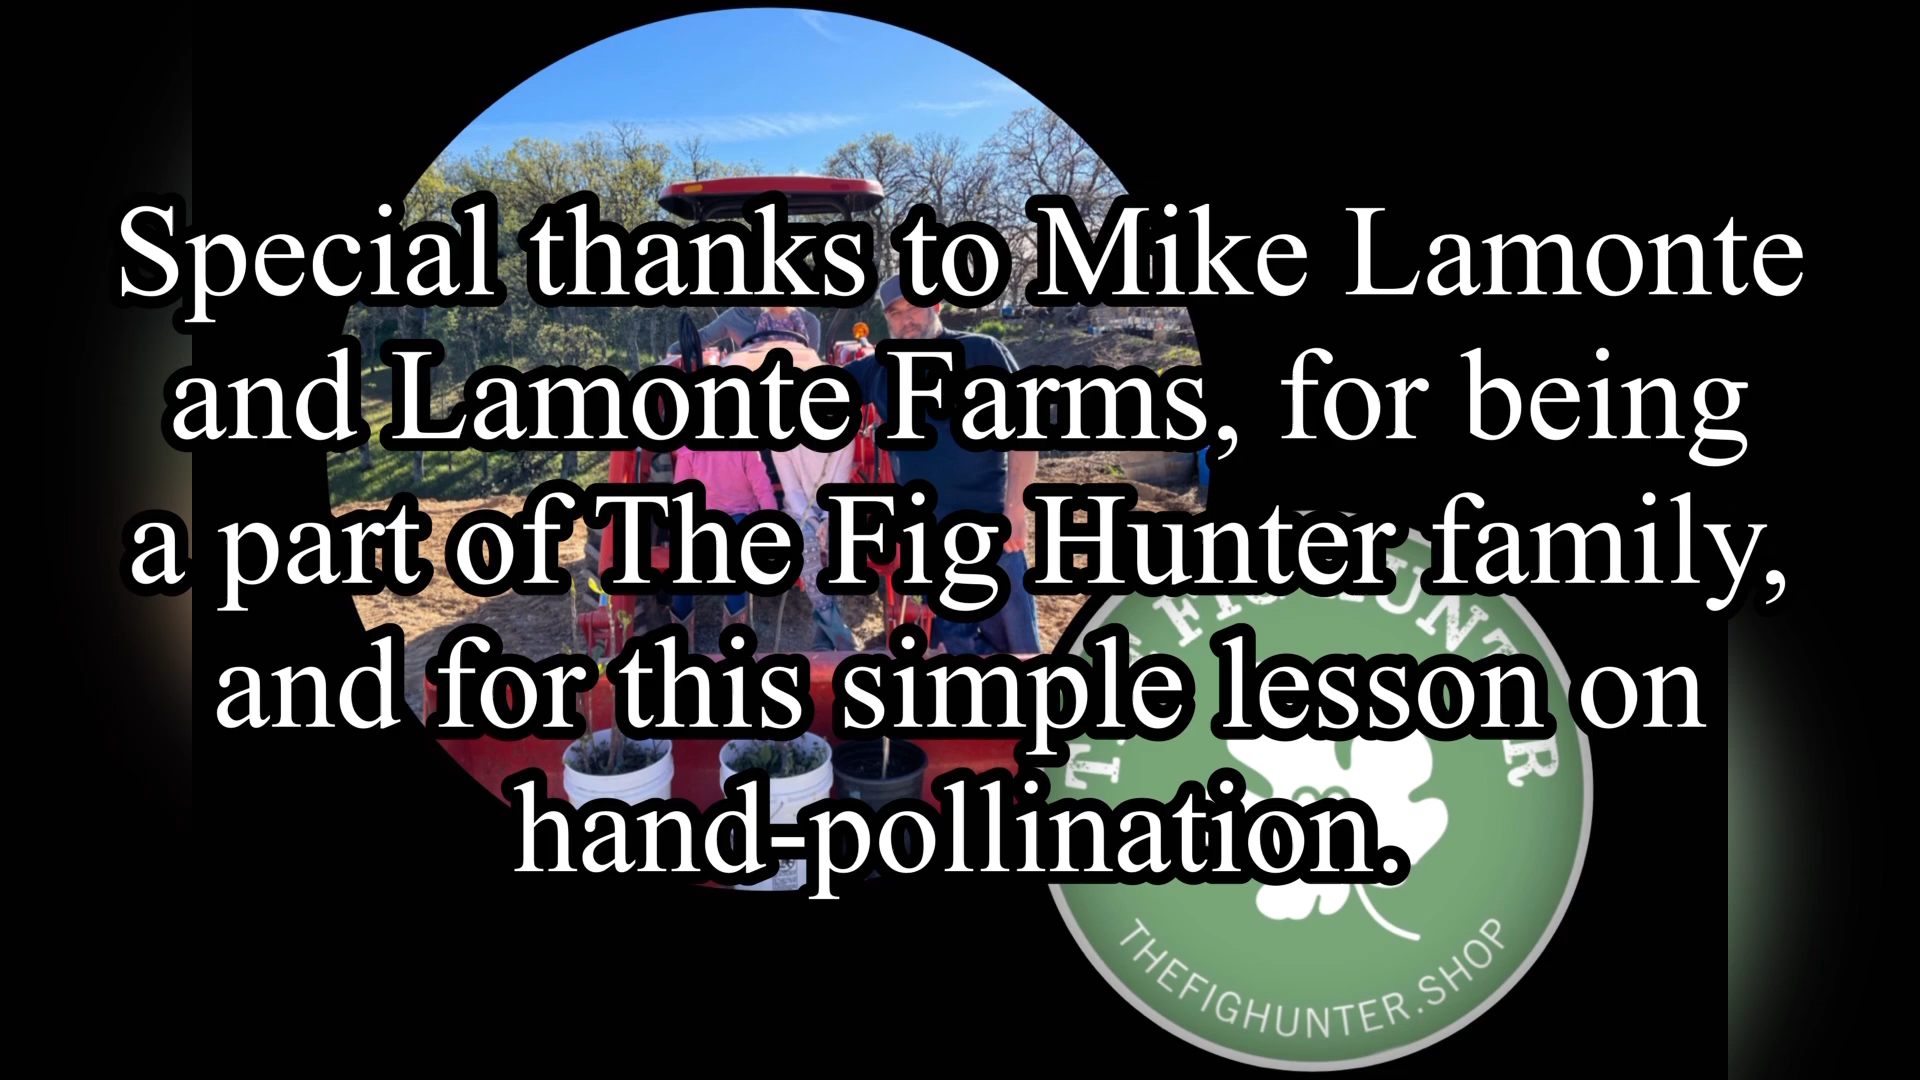 Special thanks to Mike Lamonte
and Lamonte Farms, for being
a part of The Fig Hunter family,
and for this simple lesson on
hand-pollination.
THEFIGHUNTER.SHOP